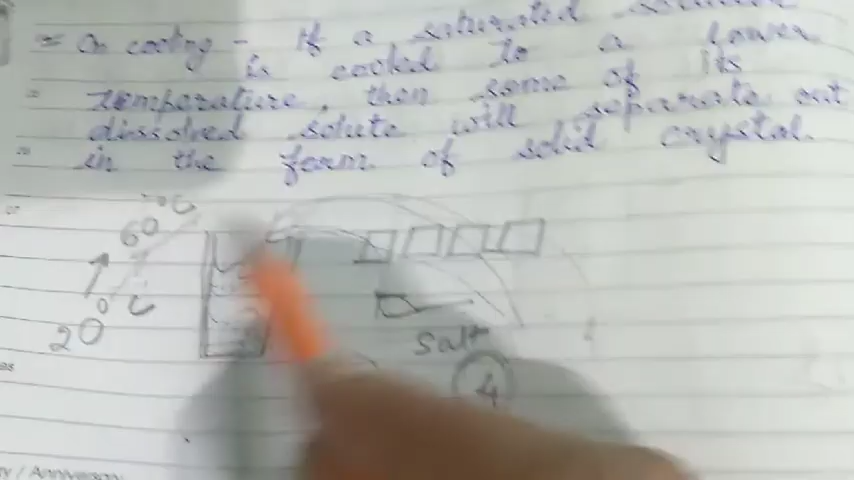 On cooling - If a saturated solution
is cooled to a lower
temperature, then some of its
dissolved solute will separate out
in the form of solid crystal.
60
20 °C
Salt
4
/ Anniversary